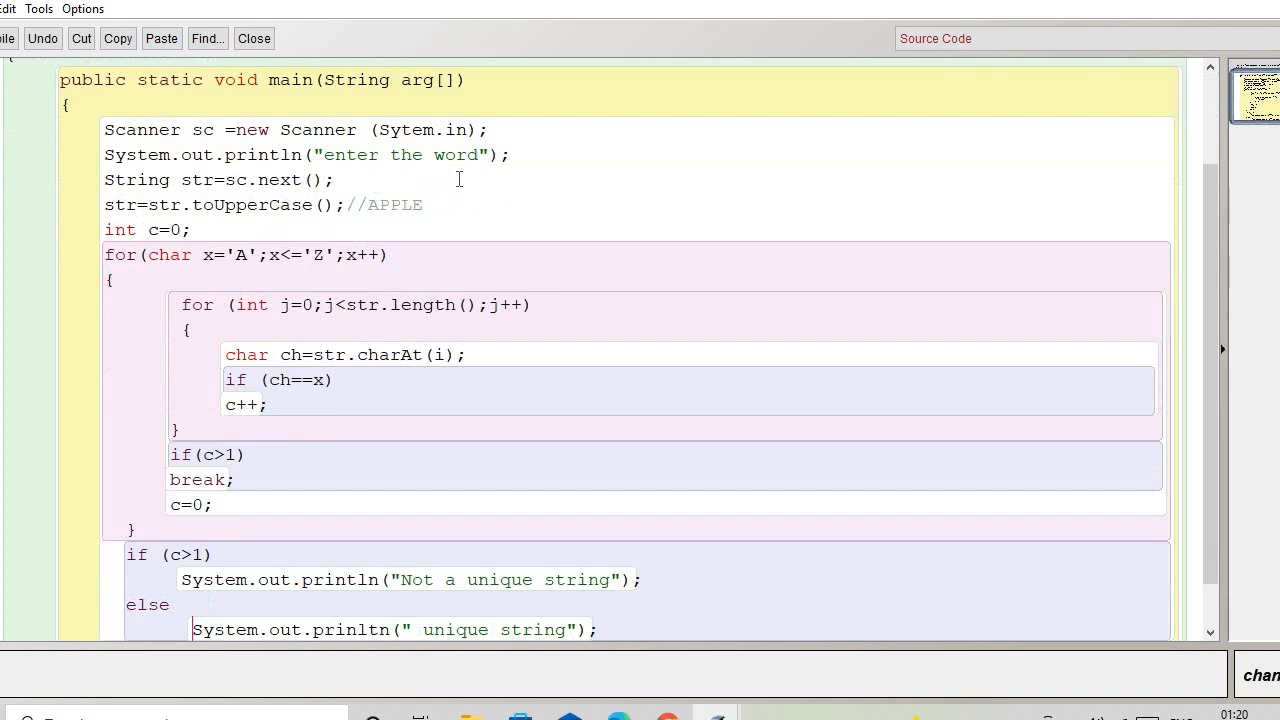 dit Tools Options
ile Undo Cut Copy Paste Find... Close Source Code
public static void main(String arg[])
{
Scanner sc =new Scanner (Sytem.in);
System.out.println("enter the word");
String str=sc.next();
str=str.toUpperCase();//APPLE
int c=0;
for(char x='A';x<='Z';x++)
{
for (int j=0;j<str.length();j++)
{
char ch=str.charAt(i);
if (ch==x)
c++;
}
if(c>1)
break;
c=0;
}
if (c>1)
System.out.println("Not a unique string");
else
System.out.prinltn(" unique string");
chan
01:20